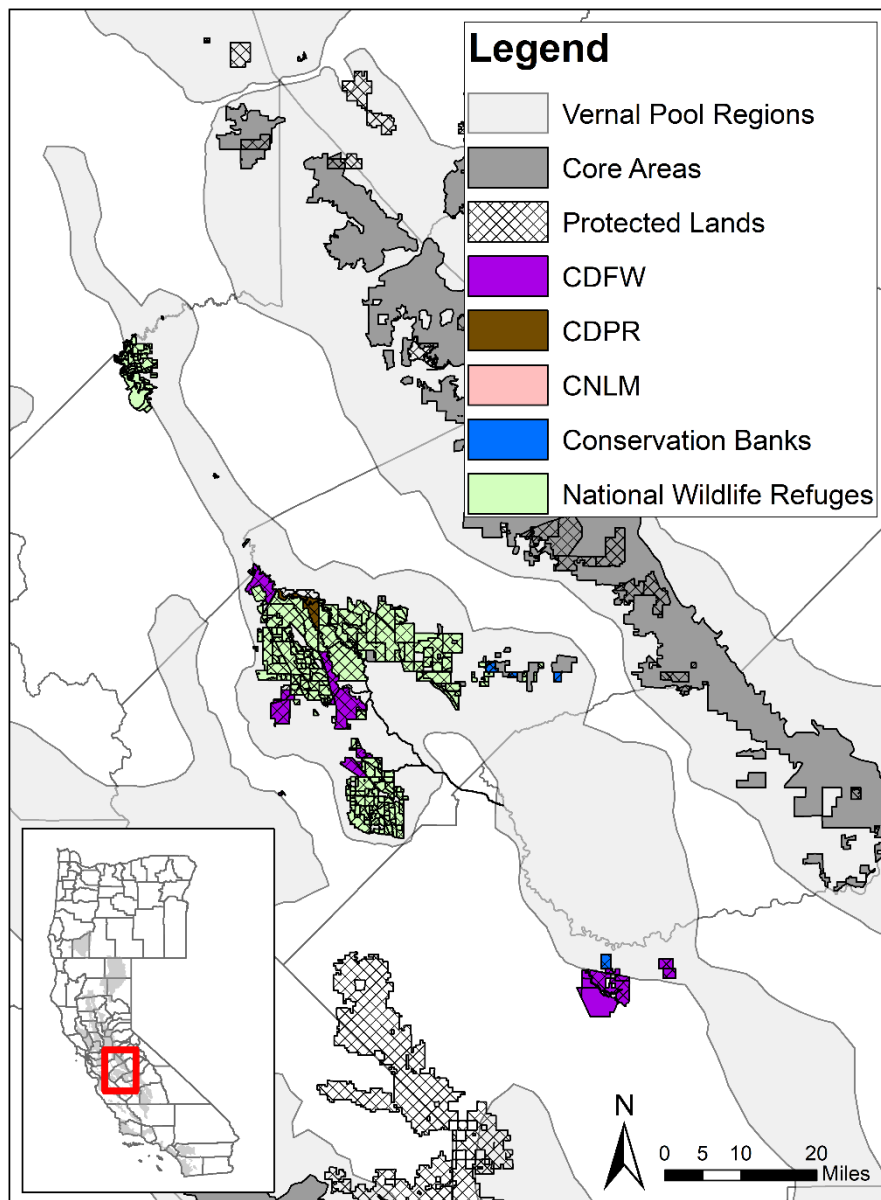 Legend
Vernal Pool Regions
Core Areas
Protected Lands
CDFW
CDPR
CNLM
Conservation Banks
National Wildlife Refuges
N
0 5 10 20
Miles